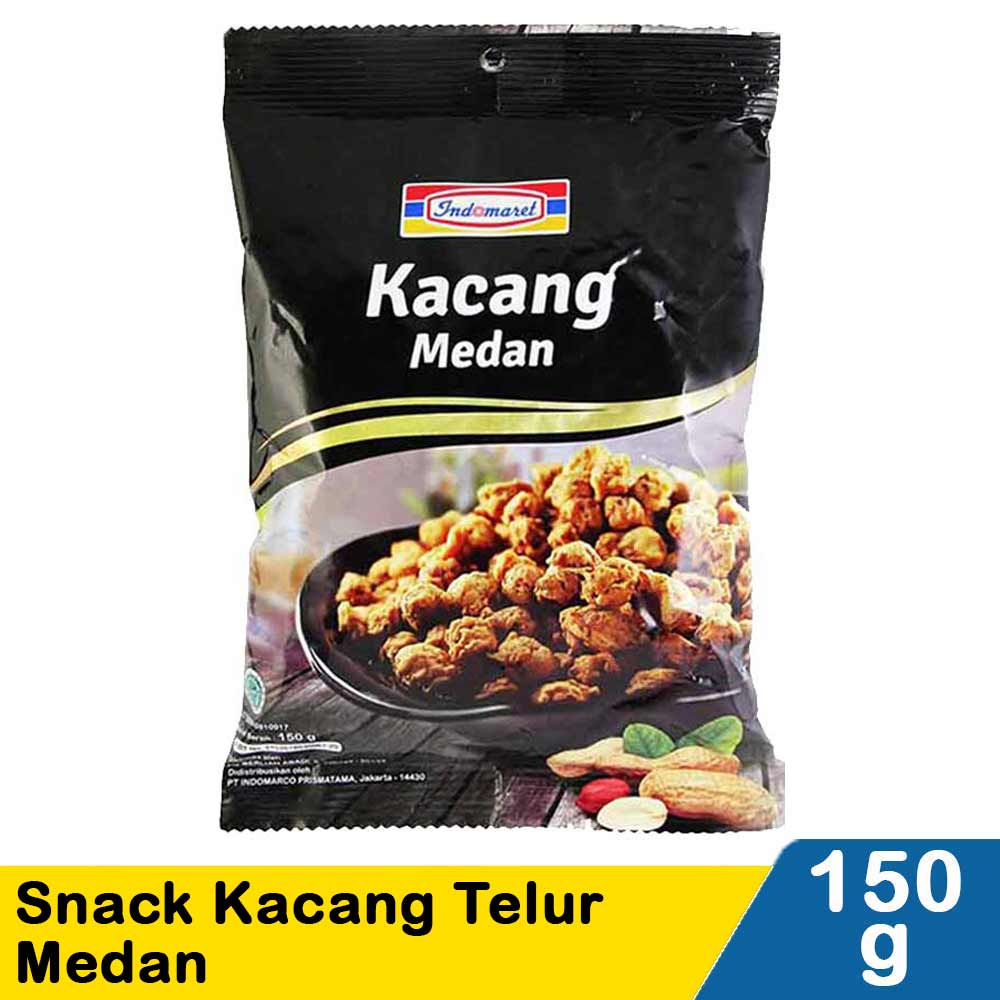 Indomaret
Kacang
Medan
150 g
Didistribusikan oleh :
PT INDOMARCO PRISMATAMA, Jakarta - 14430
Snack Kacang Telur
Medan
150
g